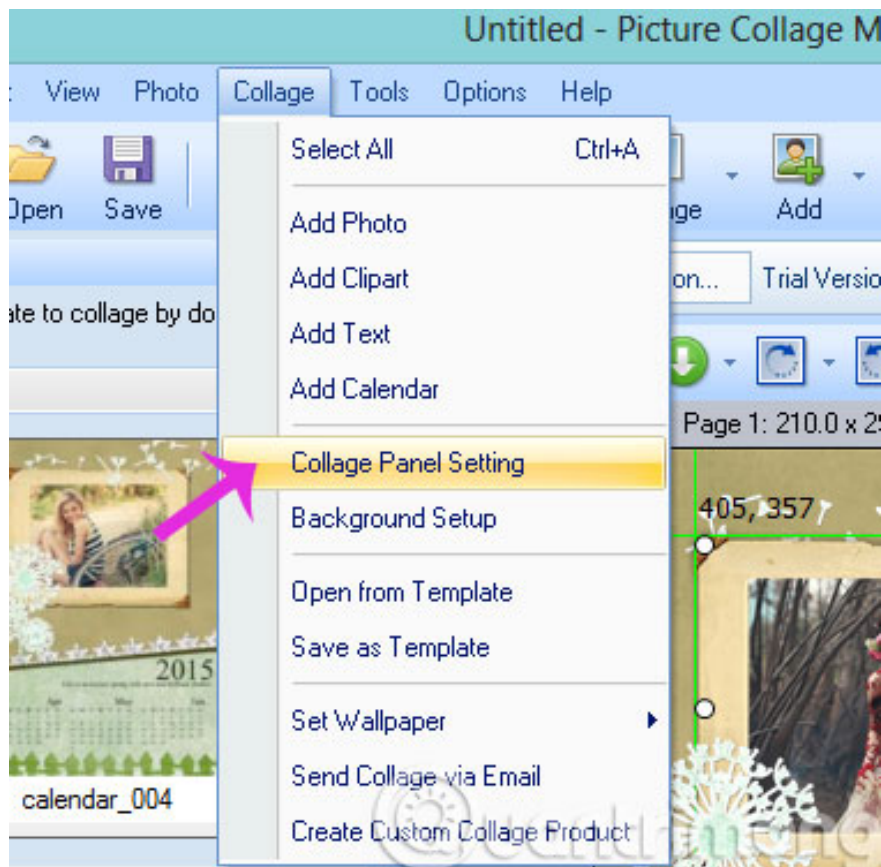 Untitled - Picture Collage M
View Photo Collage Tools Options Help
Open Save
Select All Ctrl+A
Add Photo
Add Clipart
Add Text
Add Calendar
Collage Panel Setting
Background Setup
Open from Template
Save as Template
Set Wallpaper
Send Collage via Email
Create Custom Collage Product
ge Add
on... Trial Versio
ate to collage by do
Page 1: 210.0 x 29
405, 357
2015
calendar_004
Quantrimang